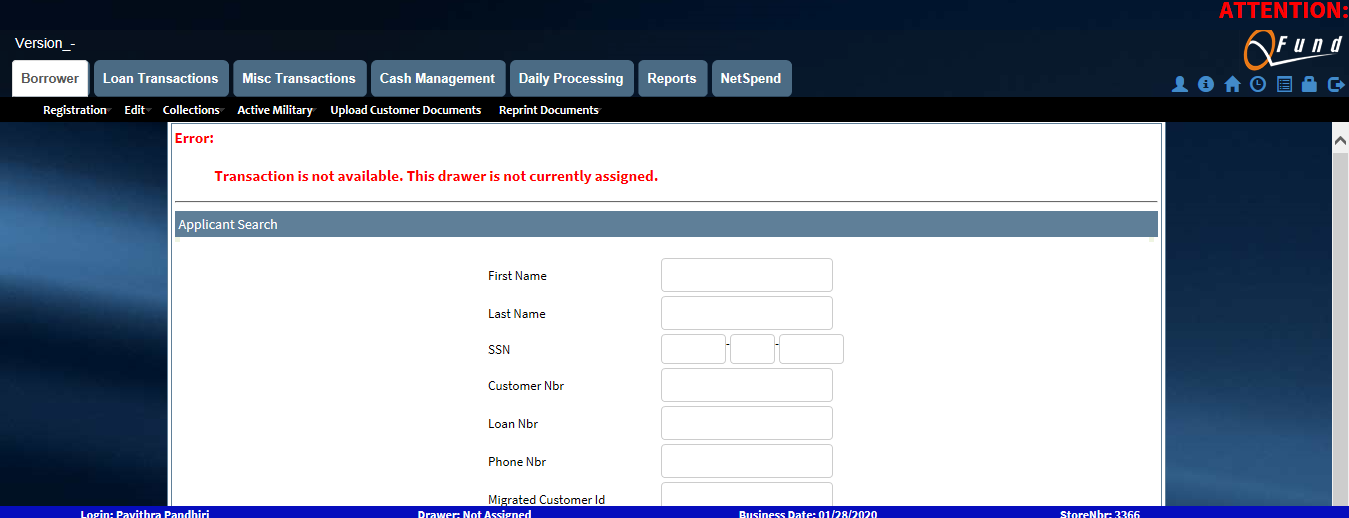 ATTENTION:
Version_-
QFund
Borrower Loan Transactions Misc Transactions Cash Management Daily Processing Reports NetSpend
Registration Edit Collections Active Military Upload Customer Documents Reprint Documents
Error:
Transaction is not available. This drawer is not currently assigned.
Applicant Search
First Name
Last Name
SSN - -
Customer Nbr
Loan Nbr
Phone Nbr
Migrated Customer Id
Login: Pavithra Pandhiri Drawer: Not Assigned Business Date: 01/28/2020 StoreNbr: 3366